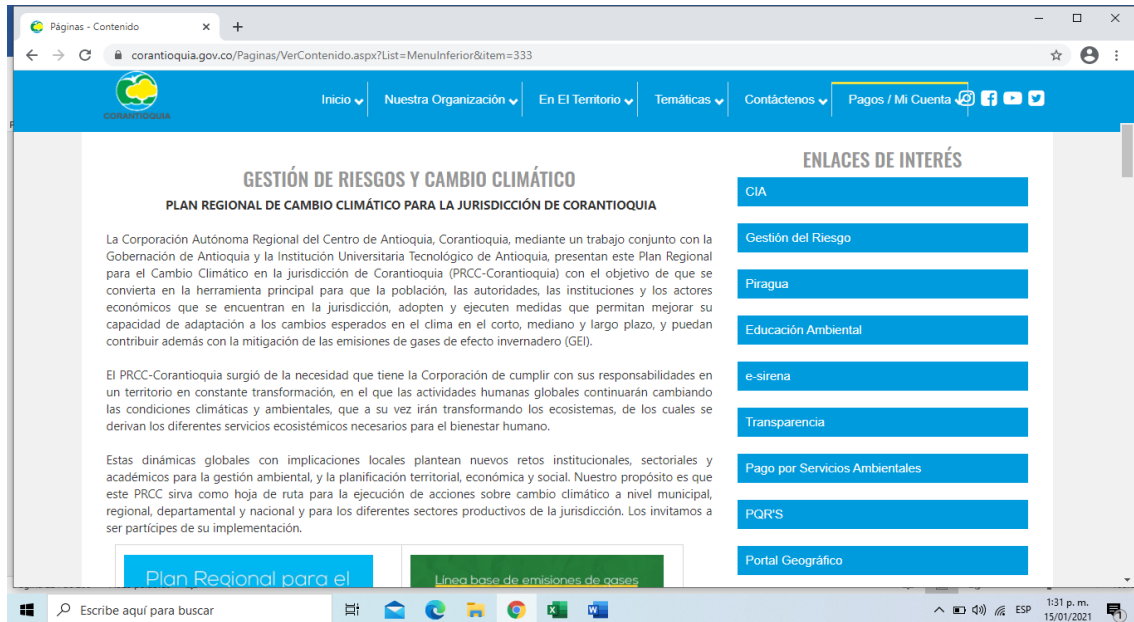 Páginas - Contenido
corantioquia.gov.co/Paginas/VerContenido.aspx?List=MenuInferior&item=333
CORANTIOQUIA
Inicio
Nuestra Organización
En El Territorio
Temáticas
Contáctenos
Pagos / Mi Cuenta
GESTIÓN DE RIESGOS Y CAMBIO CLIMÁTICO
PLAN REGIONAL DE CAMBIO CLIMÁTICO PARA LA JURISDICCIÓN DE CORANTIOQUIA
La Corporación Autónoma Regional del Centro de Antioquia, Corantioquia, mediante un trabajo conjunto con la
Gobernación de Antioquia y la Institución Universitaria Tecnológico de Antioquia, presentan este Plan Regional
para el Cambio Climático en la jurisdicción de Corantioquia (PRCC-Corantioquia) con el objetivo de que se
convierta en la herramienta principal para que la población, las autoridades, las instituciones y los actores
económicos que se encuentran en la jurisdicción, adopten y ejecuten medidas que permitan mejorar su
capacidad de adaptación a los cambios esperados en el clima en el corto, mediano y largo plazo, y puedan
contribuir además con la mitigación de las emisiones de gases de efecto invernadero (GEI).
El PRCC-Corantioquia surgió de la necesidad que tiene la Corporación de cumplir con sus responsabilidades en
un territorio en constante transformación, en el que las actividades humanas globales continuarán cambiando
las condiciones climáticas y ambientales, que a su vez irán transformando los ecosistemas, de los cuales se
derivan los diferentes servicios ecosistémicos necesarios para el bienestar humano.
Estas dinámicas globales con implicaciones locales plantean nuevos retos institucionales, sectoriales y
académicos para la gestión ambiental, y la planificación territorial, económica y social. Nuestro propósito es que
este PRCC sirva como hoja de ruta para la ejecución de acciones sobre cambio climático a nivel municipal,
regional, departamental y nacional y para los diferentes sectores productivos de la jurisdicción. Los invitamos a
ser partícipes de su implementación.
Plan Regional para el
Línea base de emisiones de gases
ENLACES DE INTERÉS
CIA
Gestión del Riesgo
Piragua
Educación Ambiental
e-sirena
Transparencia
Pago por Servicios Ambientales
PQR'S
Portal Geográfico
Escribe aquí para buscar
ESP
1:31 p. m.
15/01/2021
1